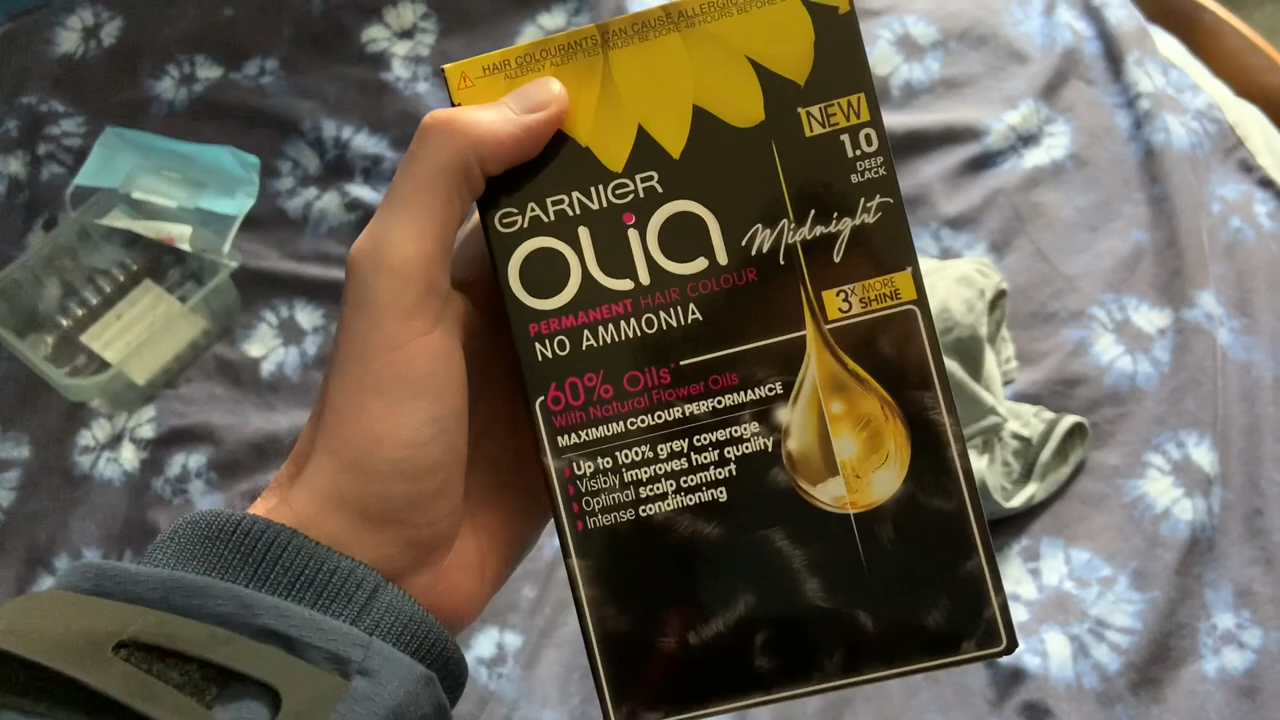 HAIR COLOURANTS CAN CAUSE ALLERGIC
ALLERGY ALERT TEST MUST BE DONE 48 HOURS BEFORE
NEW
1.0
DEEP
BLACK
GARNIER
OLIA
Midnight
PERMANENT HAIR COLOUR
NO AMMONIA
3X MORE
SHINE
60% Oils*
With Natural Flower Oils
MAXIMUM COLOUR PERFORMANCE
Up to 100% grey coverage
Visibly improves hair quality
Optimal scalp comfort
Intense conditioning